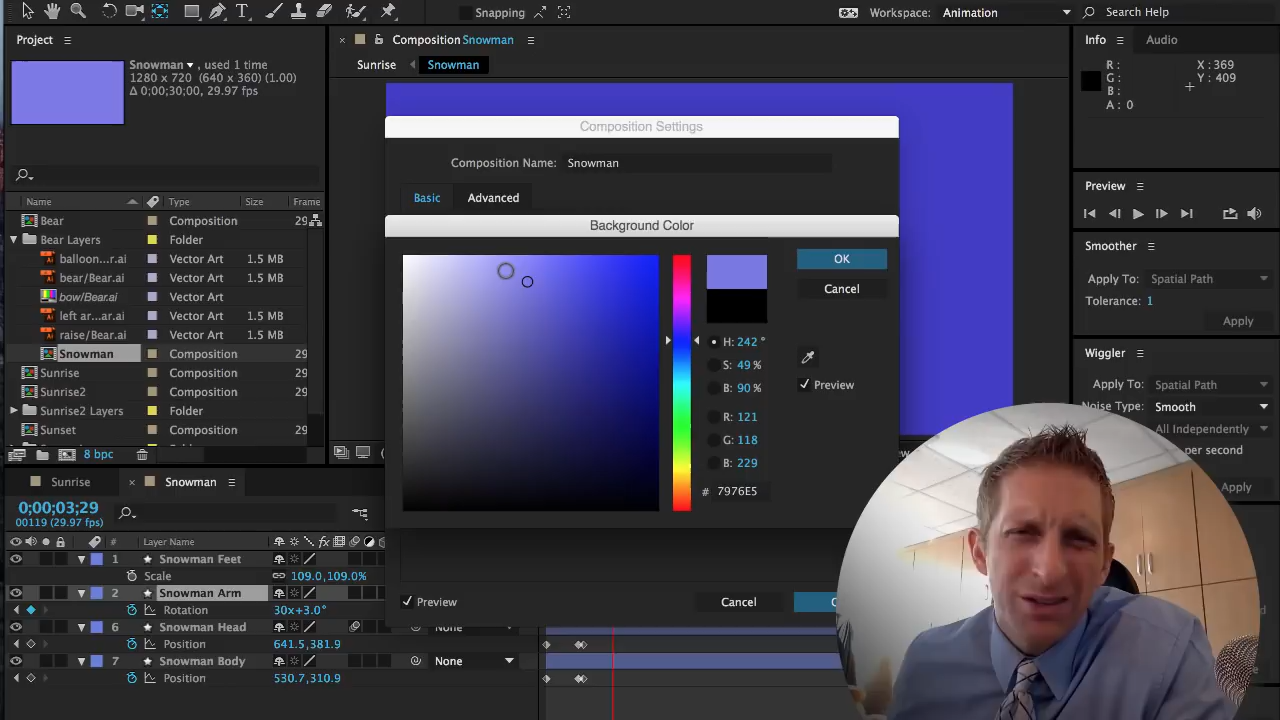 Snapping
Workspace: Animation
Search Help
Project
Snowman , used 1 time
1280 x 720 (640 x 360) (1.00)
Δ 0;00;30;00, 29.97 fps
Name Type Size Frame
Bear Composition 29
Bear Layers Folder
balloon...r.ai Vector Art 1.5 MB
bear/Bear.ai Vector Art 1.5 MB
bow/Bear.ai Vector Art
left ar....ar.ai Vector Art 1.5 MB
raise/Bear.ai Vector Art 1.5 MB
Snowman Composition 29
Sunrise Composition 29
Sunrise2 Composition 29
Sunrise2 Layers Folder
Sunset Composition 29
8 bpc
Composition Snowman
Sunrise Snowman
Composition Settings
Composition Name: Snowman
Basic Advanced
Background Color
OK
Cancel
H: 242 °
S: 49 %
B: 90 %
Preview
R: 121
G: 118
B: 229
# 7976E5
Preview
Cancel
Info Audio
R : X : 369
G : Y : 409
B :
A : 0
Preview
Smoother
Apply To: Spatial Path
Tolerance: 1
Apply
Wiggler
Apply To: Spatial Path
Noise Type: Smooth
All Independently
per second
Apply
Sunrise Snowman
0;00;03;29
00119 (29.97 fps)
Layer Name
1 Snowman Feet
Scale 109.0,109.0%
2 Snowman Arm
Rotation 30x+3.0°
6 Snowman Head None
Position 641.5,381.9
7 Snowman Body None
Position 530.7,310.9